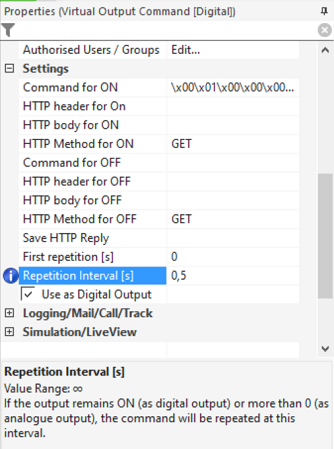 Properties (Virtual Output Command [Digital])
Authorised Users / Groups Edit...
Settings
Command for ON \x00\x01\x00\x00\x00...
HTTP header for On
HTTP body for ON
HTTP Method for ON GET
Command for OFF
HTTP header for OFF
HTTP body for OFF
HTTP Method for OFF GET
Save HTTP Reply
First repetition [s] 0
Repetition Interval [s] 0,5
Use as Digital Output
Logging/Mail/Call/Track
Simulation/LiveView
Repetition Interval [s]
Value Range: ∞
If the output remains ON (as digital output) or more than 0 (as
analogue output), the command will be repeated at this
interval.